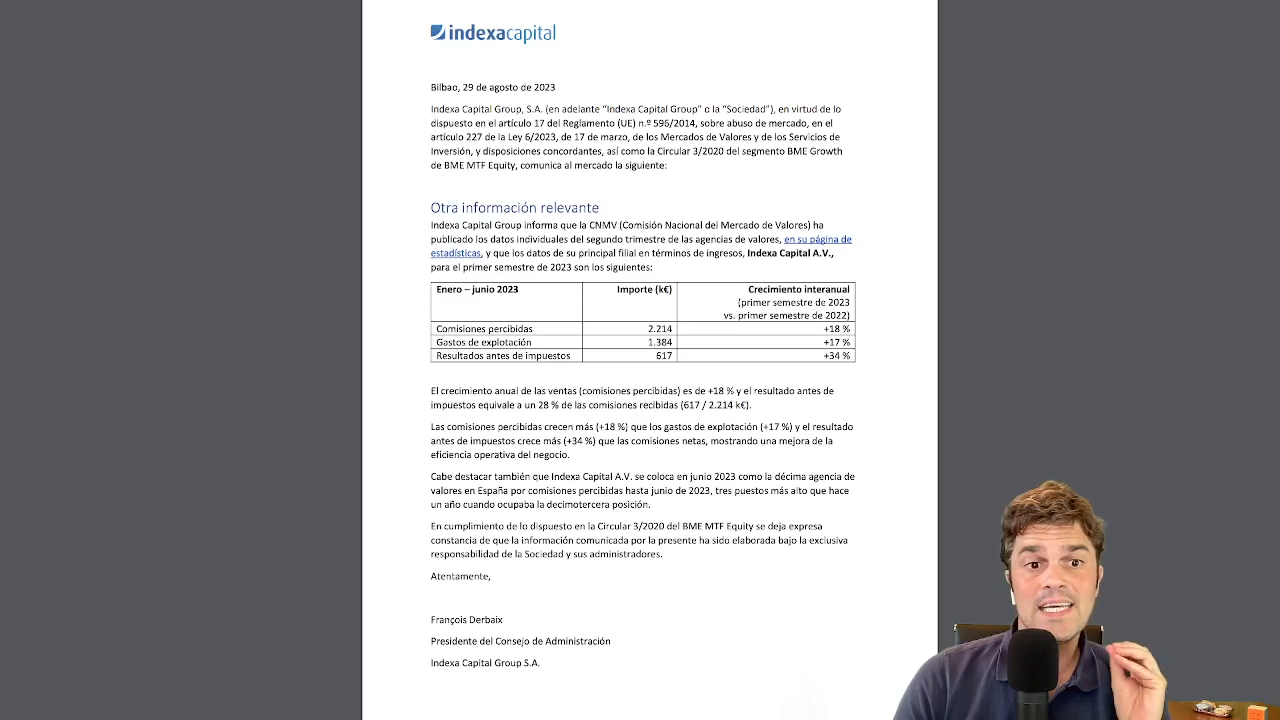 indexacapital
Bilbao, 29 de agosto de 2023
Indexa Capital Group, S.A. (en adelante “Indexa Capital Group” o la “Sociedad”), en virtud de lo
dispuesto en el artículo 17 del Reglamento (UE) n.º 596/2014, sobre abuso de mercado, en el
artículo 227 de la Ley 6/2023, de 17 de marzo, de los Mercados de Valores y de los Servicios de
Inversión, y disposiciones concordantes, así como la Circular 3/2020 del segmento BME Growth
de BME MTF Equity, comunica al mercado la siguiente:
Otra información relevante
Indexa Capital Group informa que la CNMV (Comisión Nacional del Mercado de Valores) ha
publicado los datos individuales del segundo trimestre de las agencias de valores, en su página de
estadísticas, y que los datos de su principal filial en términos de ingresos, Indexa Capital A.V.,
para el primer semestre de 2023 son los siguientes:
Enero – junio 2023 Importe (k€) Crecimiento interanual
(primer semestre de 2023
vs. primer semestre de 2022)
Comisiones percibidas 2.214 +18 %
Gastos de explotación 1.384 +17 %
Resultados antes de impuestos 617 +34 %
El crecimiento anual de las ventas (comisiones percibidas) es de +18 % y el resultado antes de
impuestos equivale a un 28 % de las comisiones recibidas (617 / 2.214 k€).
Las comisiones percibidas crecen más (+18 %) que los gastos de explotación (+17 %) y el resultado
antes de impuestos crece más (+34 %) que las comisiones netas, mostrando una mejora de la
eficiencia operativa del negocio.
Cabe destacar también que Indexa Capital A.V. se coloca en junio 2023 como la décima agencia de
valores en España por comisiones percibidas hasta junio de 2023, tres puestos más alto que hace
un año cuando ocupaba la decimotercera posición.
En cumplimiento de lo dispuesto en la Circular 3/2020 del BME MTF Equity se deja expresa
constancia de que la información comunicada por la presente ha sido elaborada bajo la exclusiva
responsabilidad de la Sociedad y sus administradores.
Atentamente,
François Derbaix
Presidente del Consejo de Administración
Indexa Capital Group S.A.